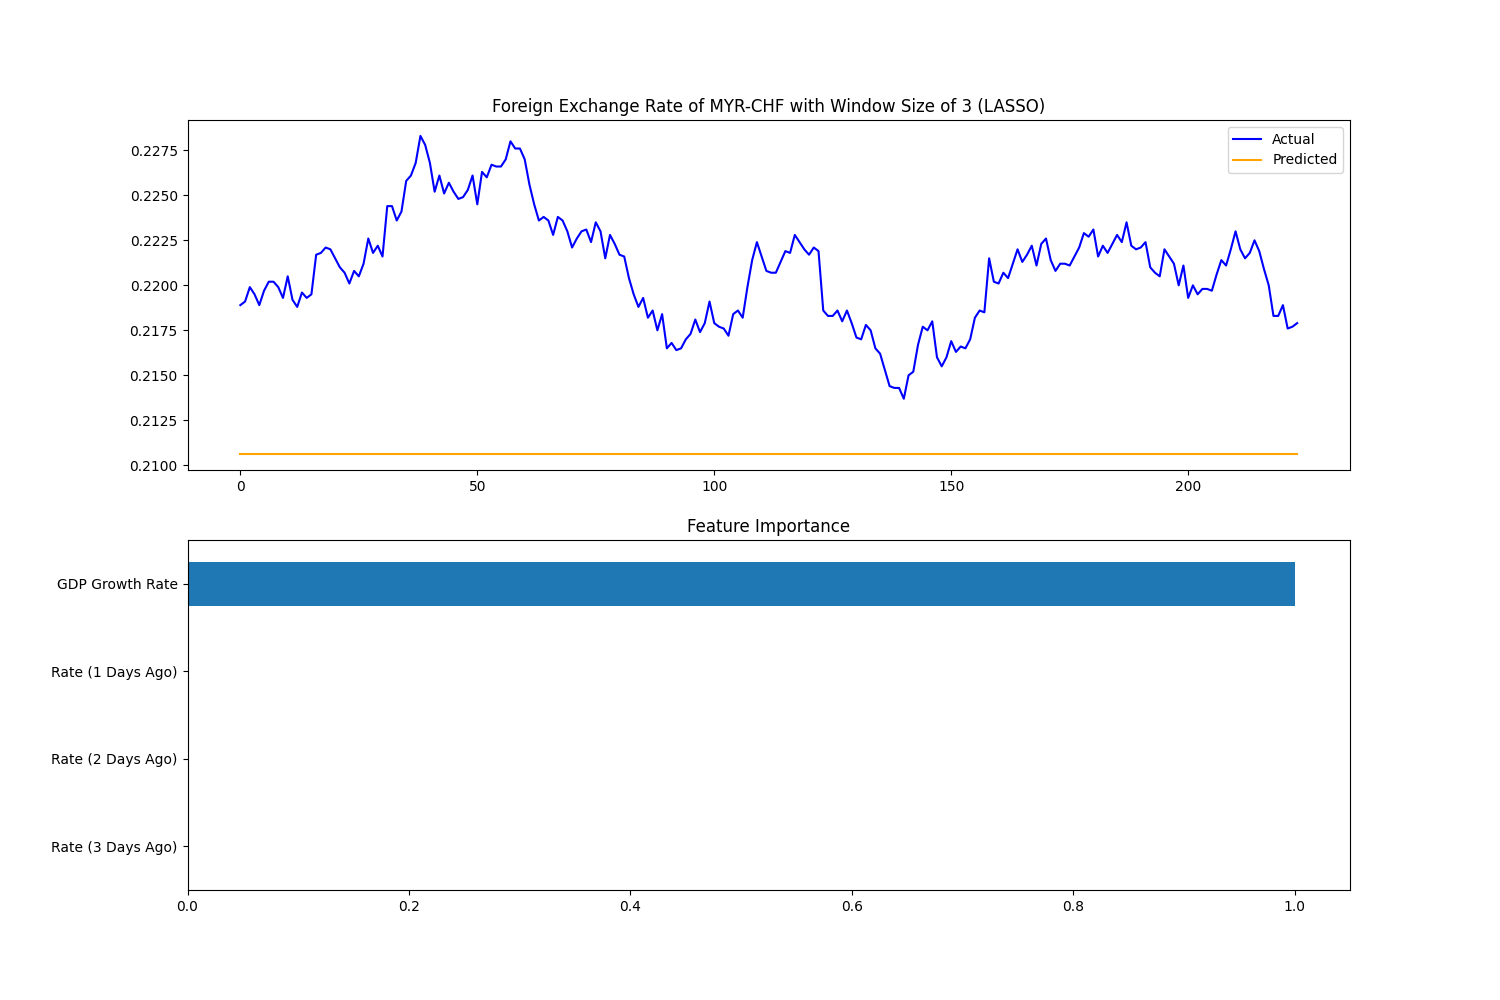 Foreign Exchange Rate of MYR-CHF with Window Size of 3 (LASSO)
Actual
Predicted
0.2275
0.2250
0.2225
0.2200
0.2175
0.2150
0.2125
0.2100
0 50 100 150 200
Feature Importance
GDP Growth Rate
Rate (1 Days Ago)
Rate (2 Days Ago)
Rate (3 Days Ago)
0.0 0.2 0.4 0.6 0.8 1.0